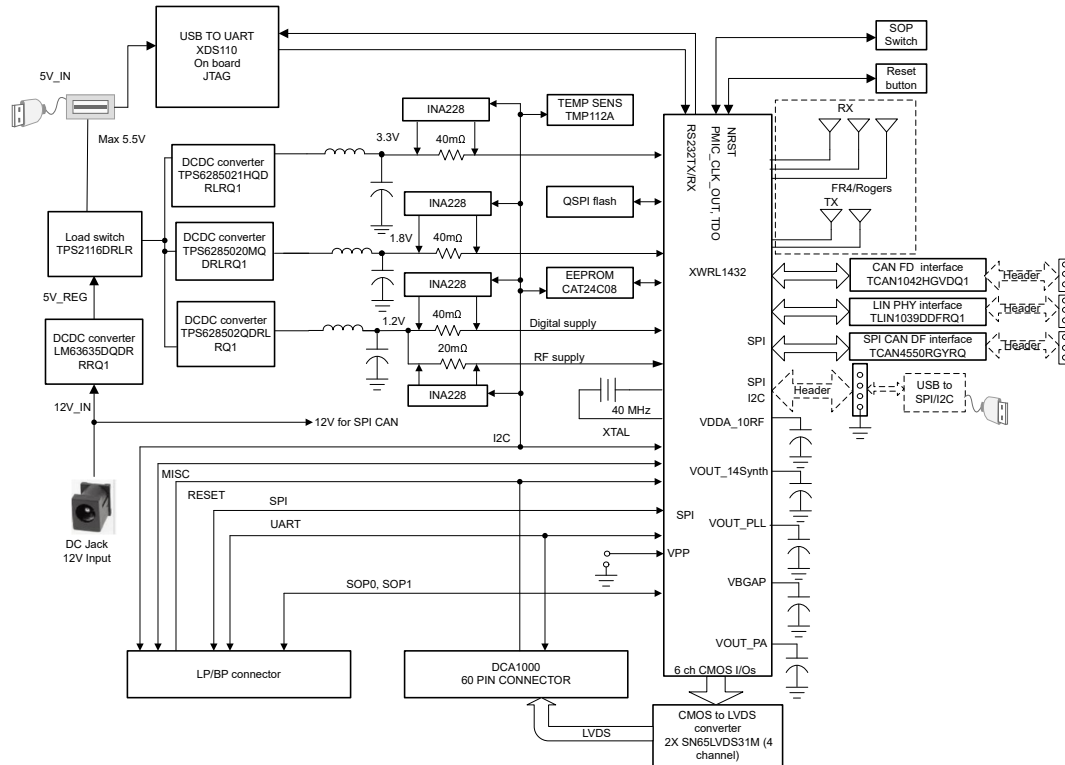 USB TO UART
XDS110
On board
JTAG
SOP
Switch
Reset
button
5V_IN
Max 5.5V
INA228
TEMP SENS
TMP112A
3.3V
40mΩ
DCDC converter
TPS6285021HQD
RLRQ1
RS232TX/RX
PMIC_CLK_OUT, TDO
NRST
RX
FR4/Rogers
TX
INA228
QSPI flash
Load switch
TPS2116DRLR
DCDC converter
TPS6285020MQ
DRLRQ1
1.8V
40mΩ
XWRL1432
CAN FD interface
TCAN1042HGVDQ1
Header
INA228
EEPROM
CAT24C08
5V_REG
DCDC converter
TPS628502QDRL
RQ1
1.2V
40mΩ
Digital supply
LIN PHY interface
TLIN1039DDFRQ1
Header
DCDC converter
LM63635DQDR
RRQ1
20mΩ
RF supply
SPI
SPI CAN DF interface
TCAN4550RGYRQ
Header
INA228
SPI
I2C
Header
USB to
SPI/I2C
12V_IN
40 MHz
XTAL
12V for SPI CAN
VDDA_10RF
I2C
MISC
VOUT_14Synth
RESET
SPI
SPI
UART
VOUT_PLL
DC Jack
12V Input
VPP
SOP0, SOP1
VBGAP
VOUT_PA
LP/BP connector
DCA1000
60 PIN CONNECTOR
6 ch CMOS I/Os
LVDS
CMOS to LVDS
converter
2X SN65LVDS31M (4
channel)